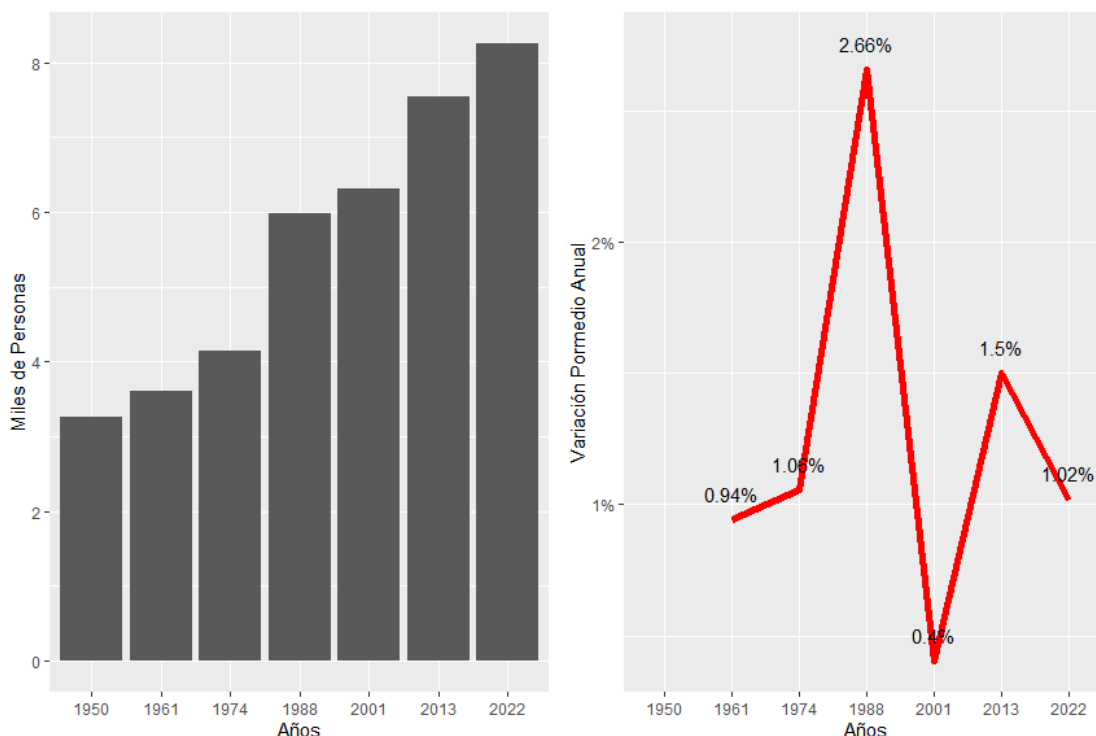 Miles de Personas
8
6
4
2
0
1950 1961 1974 1988 2001 2013 2022
Años
Variación Pormedio Anual
2%
1%
2.66%
1.5%
1.06%
1.02%
0.94%
0.4%
1950 1961 1974 1988 2001 2013 2022
Años